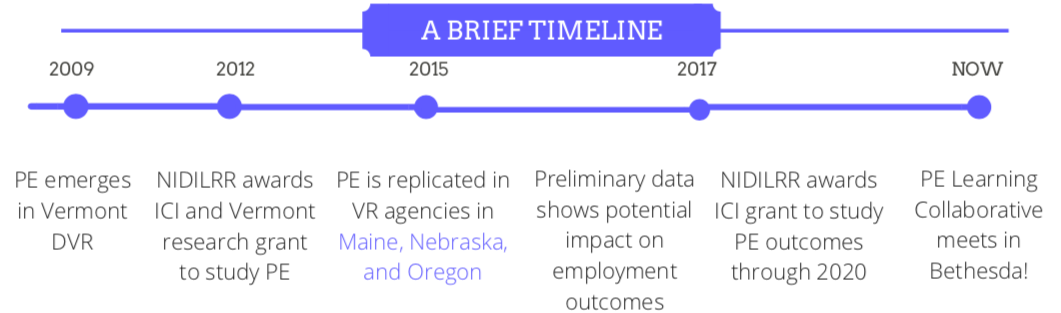 A BRIEF TIMELINE
2009
2012
2015
2017
NOW
PE emerges
in Vermont
DVR
NIDILRR awards
ICI and Vermont
research grant
to study PE
PE is replicated in
VR agencies in
Maine, Nebraska,
and Oregon
Preliminary data
shows potential
impact on
employment
outcomes
NIDILRR awards
ICI grant to study
PE outcomes
through 2020
PE Learning
Collaborative
meets in
Bethesda!